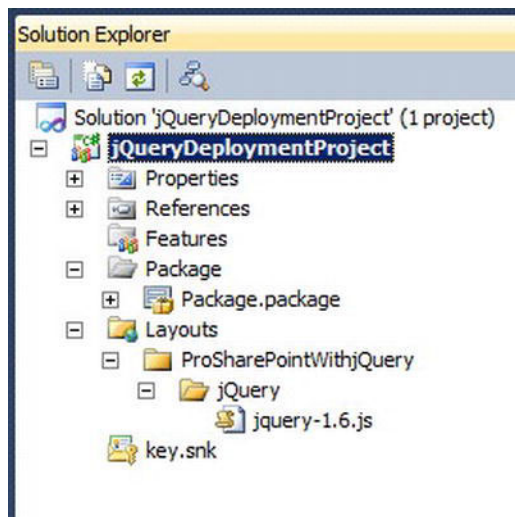 Solution Explorer
Solution 'jQueryDeploymentProject' (1 project)
jQueryDeploymentProject
Properties
References
Features
Package
Package.package
Layouts
ProSharePointWithjQuery
jQuery
jquery-1.6.js
key.snk